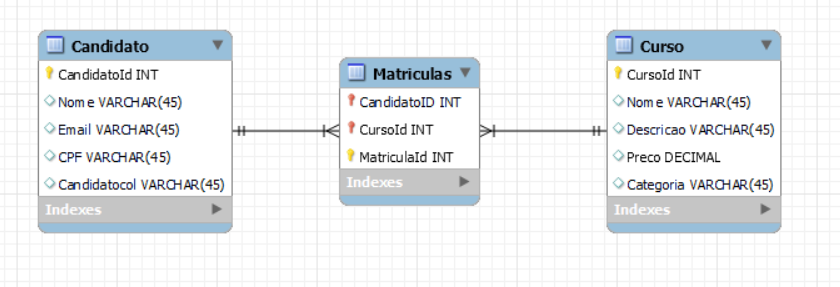 Candidato
CandidatoId INT
Nome VARCHAR(45)
Email VARCHAR(45)
CPF VARCHAR(45)
Candidatocol VARCHAR(45)
Indexes
Matriculas
CandidatoID INT
CursoId INT
MatriculaId INT
Indexes
Curso
CursoId INT
Nome VARCHAR(45)
Descricao VARCHAR(45)
Preco DECIMAL
Categoria VARCHAR(45)
Indexes